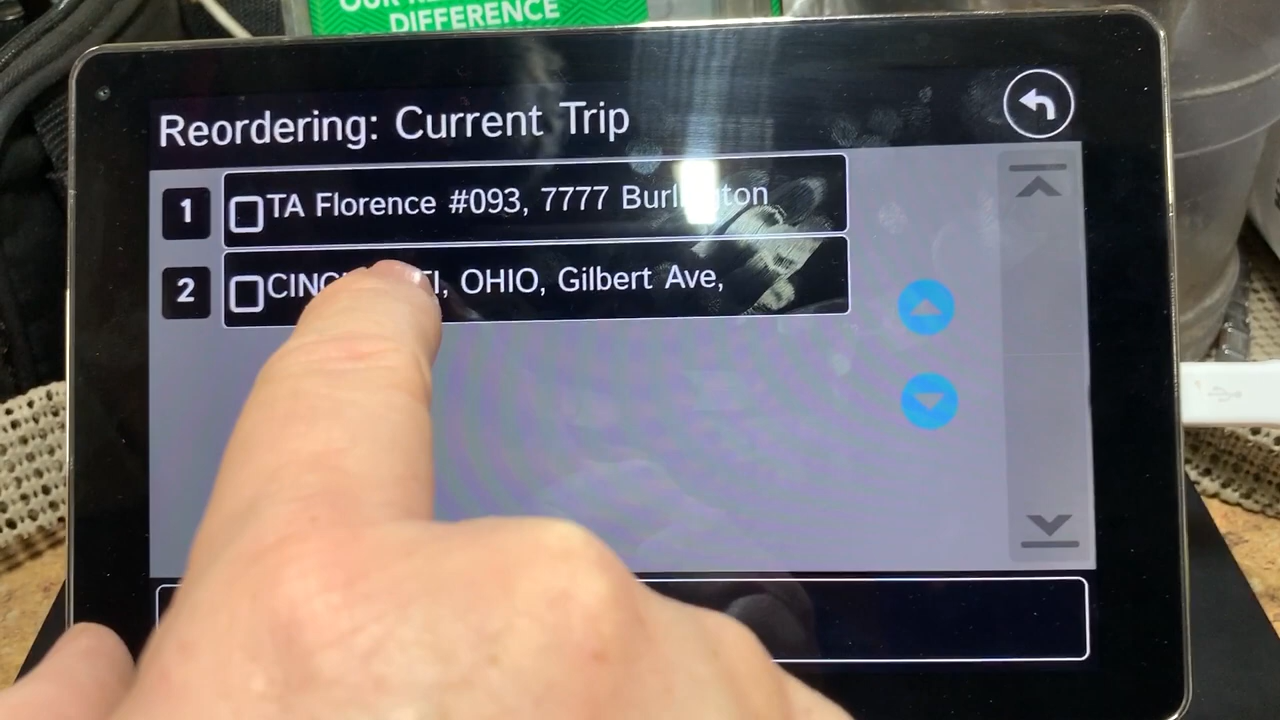 DIFFERENCE
Reordering: Current Trip
1 TA Florence #093, 7777
2 OHIO, Gilbert Ave,